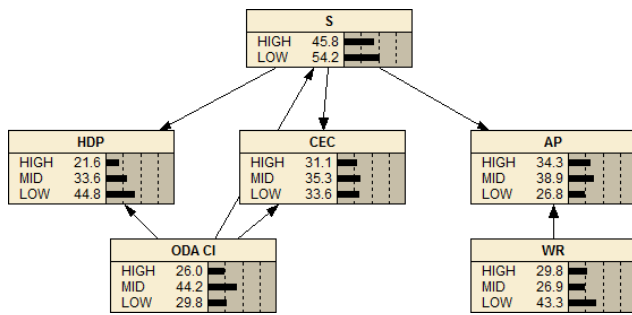 S
HIGH 45.8
LOW 54.2
HDP
HIGH 21.6
MID 33.6
LOW 44.8
CEC
HIGH 31.1
MID 35.3
LOW 33.6
AP
HIGH 34.3
MID 38.9
LOW 26.8
ODA CI
HIGH 26.0
MID 44.2
LOW 29.8
WR
HIGH 29.8
MID 26.9
LOW 43.3